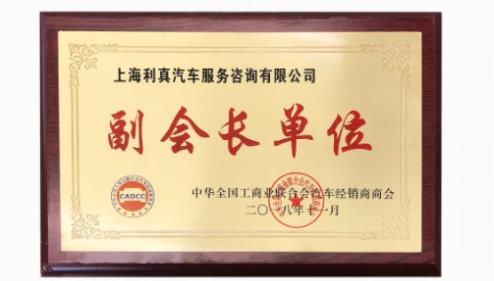 上海利真汽车服务咨询有限公司
副会长单位
CADCC
中华全国工商业联合会汽车经销商商会
二〇一八年十一月